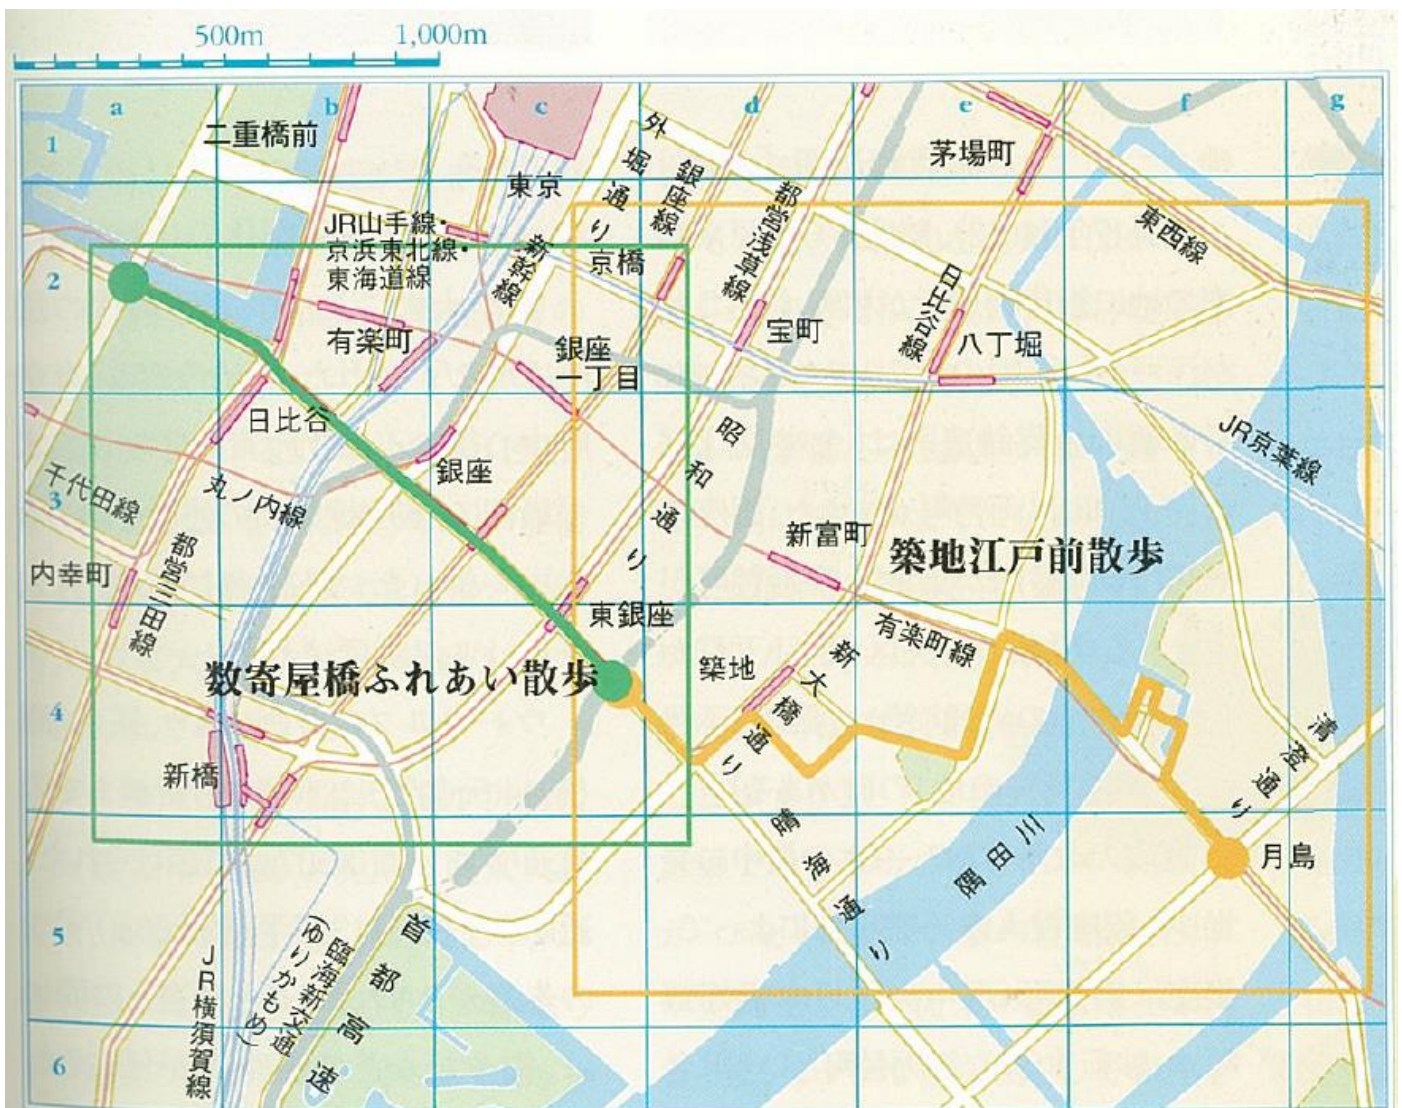 500m
1,000m
a
b
c
d
e
f
g
1
2
3
4
5
6
二重橋前
東京
外堀通り
銀座線
都営浅草線
茅場町
東西線
JR山手線・
京浜東北線・
東海道線
新幹線
京橋
有楽町
銀座
一丁目
宝町
日比谷線
八丁堀
日比谷
銀座
昭和通り
JR京葉線
千代田線
丸ノ内線
都営三田線
内幸町
新富町
築地江戸前散歩
東銀座
有楽町線
数寄屋橋ふれあい散歩
築地
新大橋通り
清澄通り
新橋
晴海通り
隅田川
月島
首都高速
臨海新交通
(ゆりかもめ)
JR横須賀線